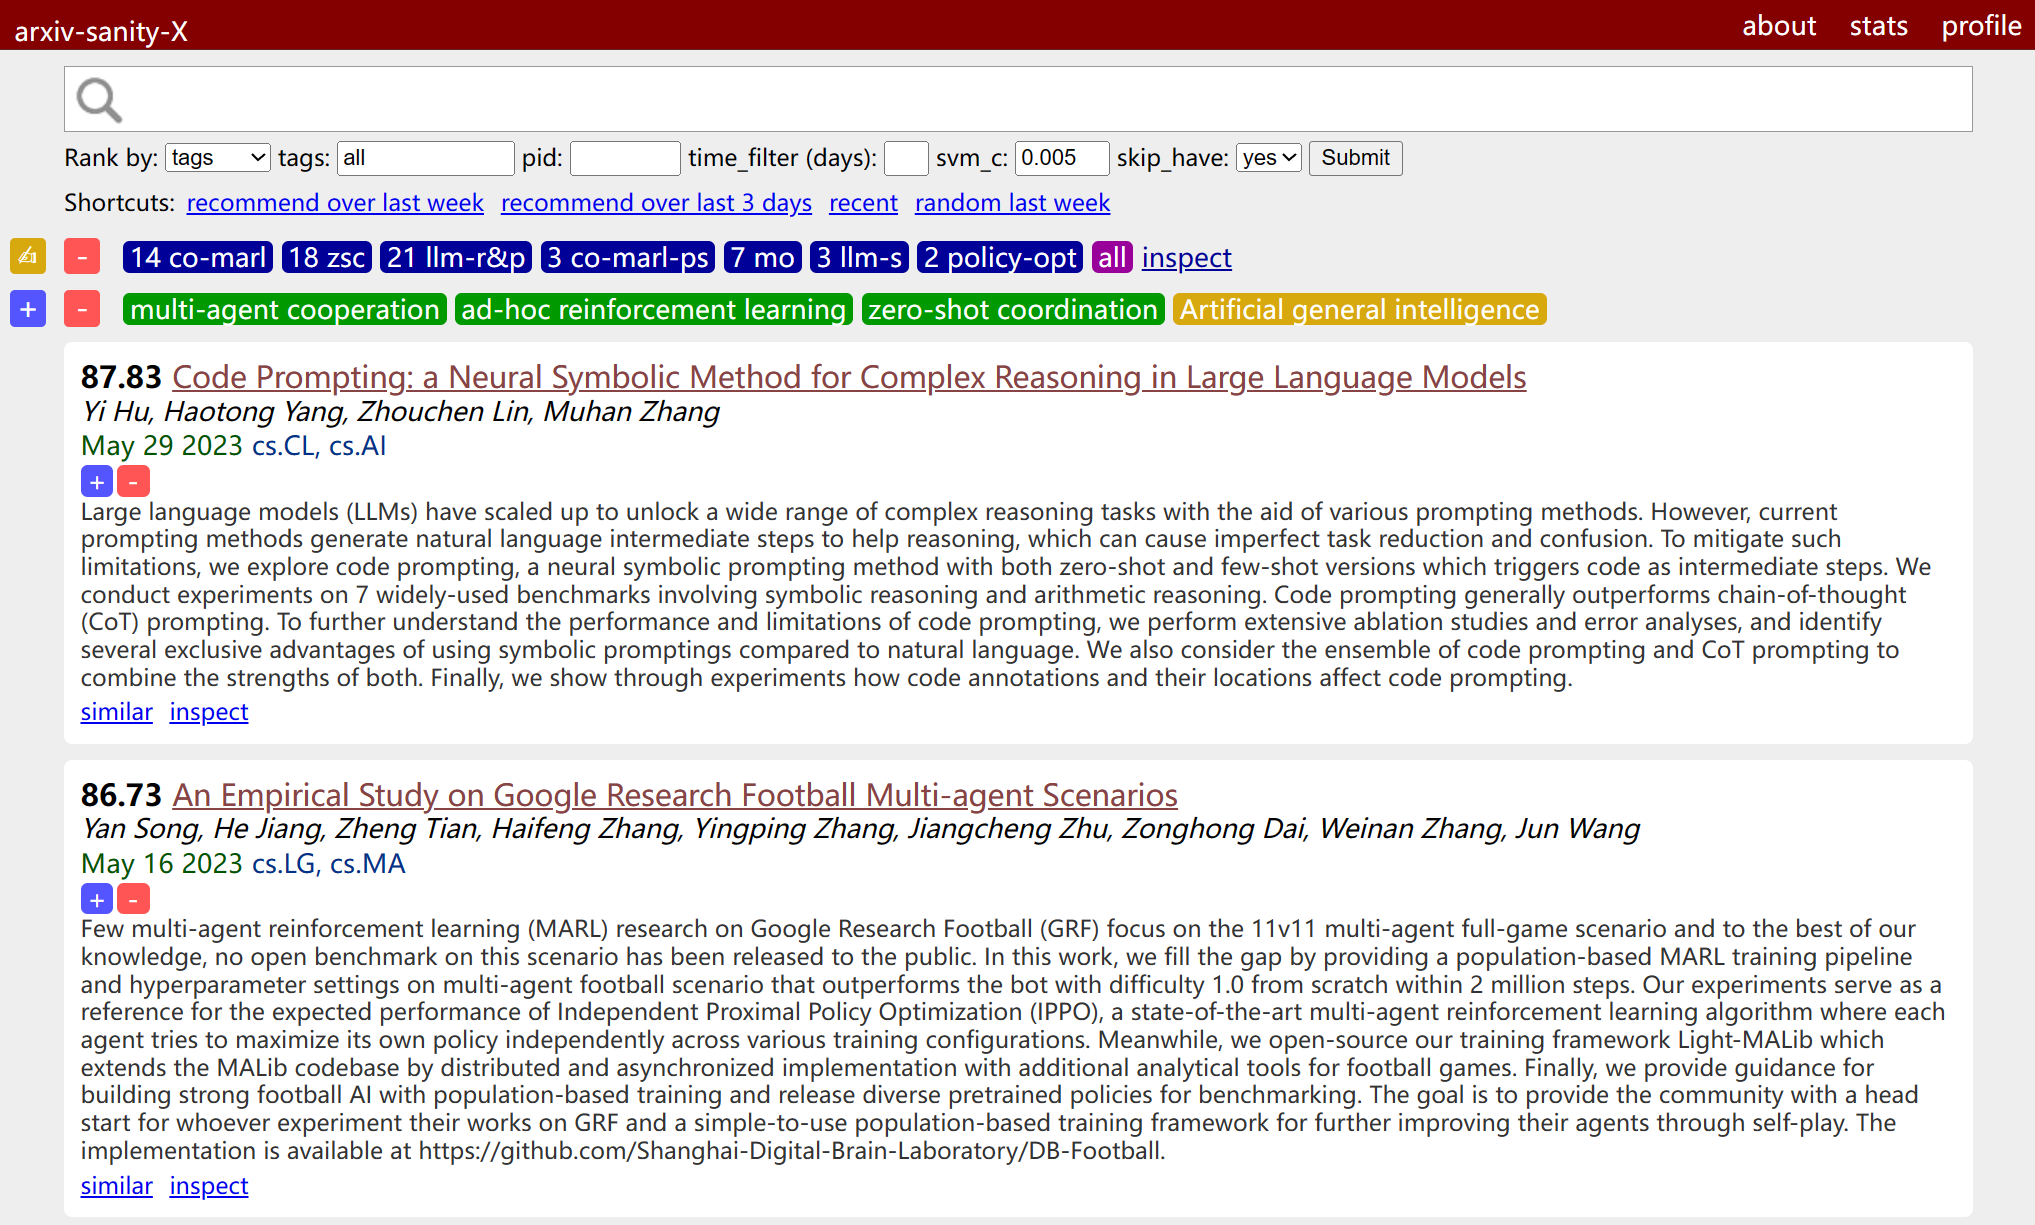 arxiv-sanity-X about stats profile
Rank by: tags tags: all pid: time_filter (days): svm_c: 0.005 skip_have: yes Submit
Shortcuts: recommend over last week recommend over last 3 days recent random last week
✍ - 14 co-marl 18 zsc 21 llm-r&p 3 co-marl-ps 7 mo 3 llm-s 2 policy-opt all inspect
+ - multi-agent cooperation ad-hoc reinforcement learning zero-shot coordination Artificial general intelligence
87.83 Code Prompting: a Neural Symbolic Method for Complex Reasoning in Large Language Models
Yi Hu, Haotong Yang, Zhouchen Lin, Muhan Zhang
May 29 2023 cs.CL, cs.AI
+ -
Large language models (LLMs) have scaled up to unlock a wide range of complex reasoning tasks with the aid of various prompting methods. However, current
prompting methods generate natural language intermediate steps to help reasoning, which can cause imperfect task reduction and confusion. To mitigate such
limitations, we explore code prompting, a neural symbolic prompting method with both zero-shot and few-shot versions which triggers code as intermediate steps. We
conduct experiments on 7 widely-used benchmarks involving symbolic reasoning and arithmetic reasoning. Code prompting generally outperforms chain-of-thought
(CoT) prompting. To further understand the performance and limitations of code prompting, we perform extensive ablation studies and error analyses, and identify
several exclusive advantages of using symbolic promptings compared to natural language. We also consider the ensemble of code prompting and CoT prompting to
combine the strengths of both. Finally, we show through experiments how code annotations and their locations affect code prompting.
similar inspect
86.73 An Empirical Study on Google Research Football Multi-agent Scenarios
Yan Song, He Jiang, Zheng Tian, Haifeng Zhang, Yingping Zhang, Jiangcheng Zhu, Zonghong Dai, Weinan Zhang, Jun Wang
May 16 2023 cs.LG, cs.MA
+ -
Few multi-agent reinforcement learning (MARL) research on Google Research Football (GRF) focus on the 11v11 multi-agent full-game scenario and to the best of our
knowledge, no open benchmark on this scenario has been released to the public. In this work, we fill the gap by providing a population-based MARL training pipeline
and hyperparameter settings on multi-agent football scenario that outperforms the bot with difficulty 1.0 from scratch within 2 million steps. Our experiments serve as a
reference for the expected performance of Independent Proximal Policy Optimization (IPPO), a state-of-the-art multi-agent reinforcement learning algorithm where each
agent tries to maximize its own policy independently across various training configurations. Meanwhile, we open-source our training framework Light-MALib which
extends the MALib codebase by distributed and asynchronized implementation with additional analytical tools for football games. Finally, we provide guidance for
building strong football AI with population-based training and release diverse pretrained policies for benchmarking. The goal is to provide the community with a head
start for whoever experiment their works on GRF and a simple-to-use population-based training framework for further improving their agents through self-play. The
implementation is available at https://github.com/Shanghai-Digital-Brain-Laboratory/DB-Football.
similar inspect